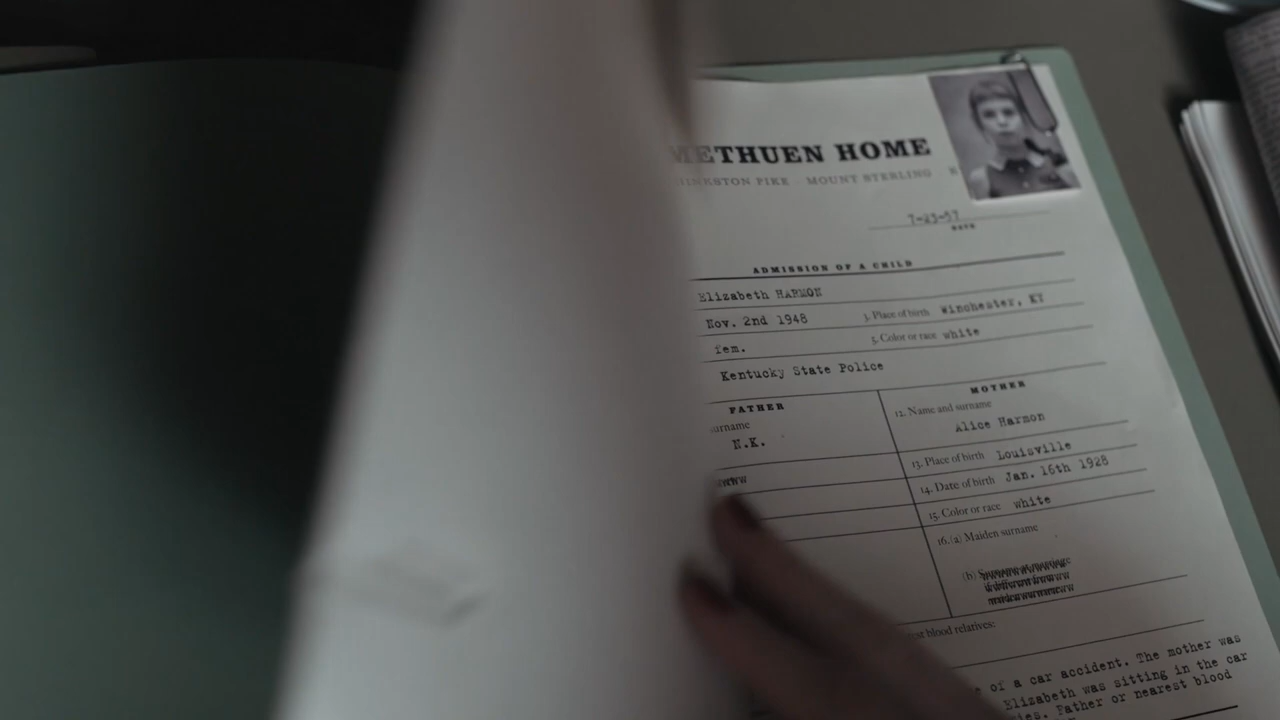 METHUEN HOME
PIKE · MOUNT STERLING
7-23-57
DATE
ADMISSION OF A CHILD
Elizabeth HARMON
Nov. 2nd 1948 3. Place of birth Winchester, KY
fem. 5. Color or race white
Kentucky State Police
FATHER MOTHER
12. Name and surname
N.K. Alice Harmon
13. Place of birth Louisville
14. Date of birth Jan. 16th 1928
15. Color or race white
16.(a) Maiden surname
(b)
blood relatives:
of a car accident. The mother was
Elizabeth was sitting in the car
Father or nearest blood